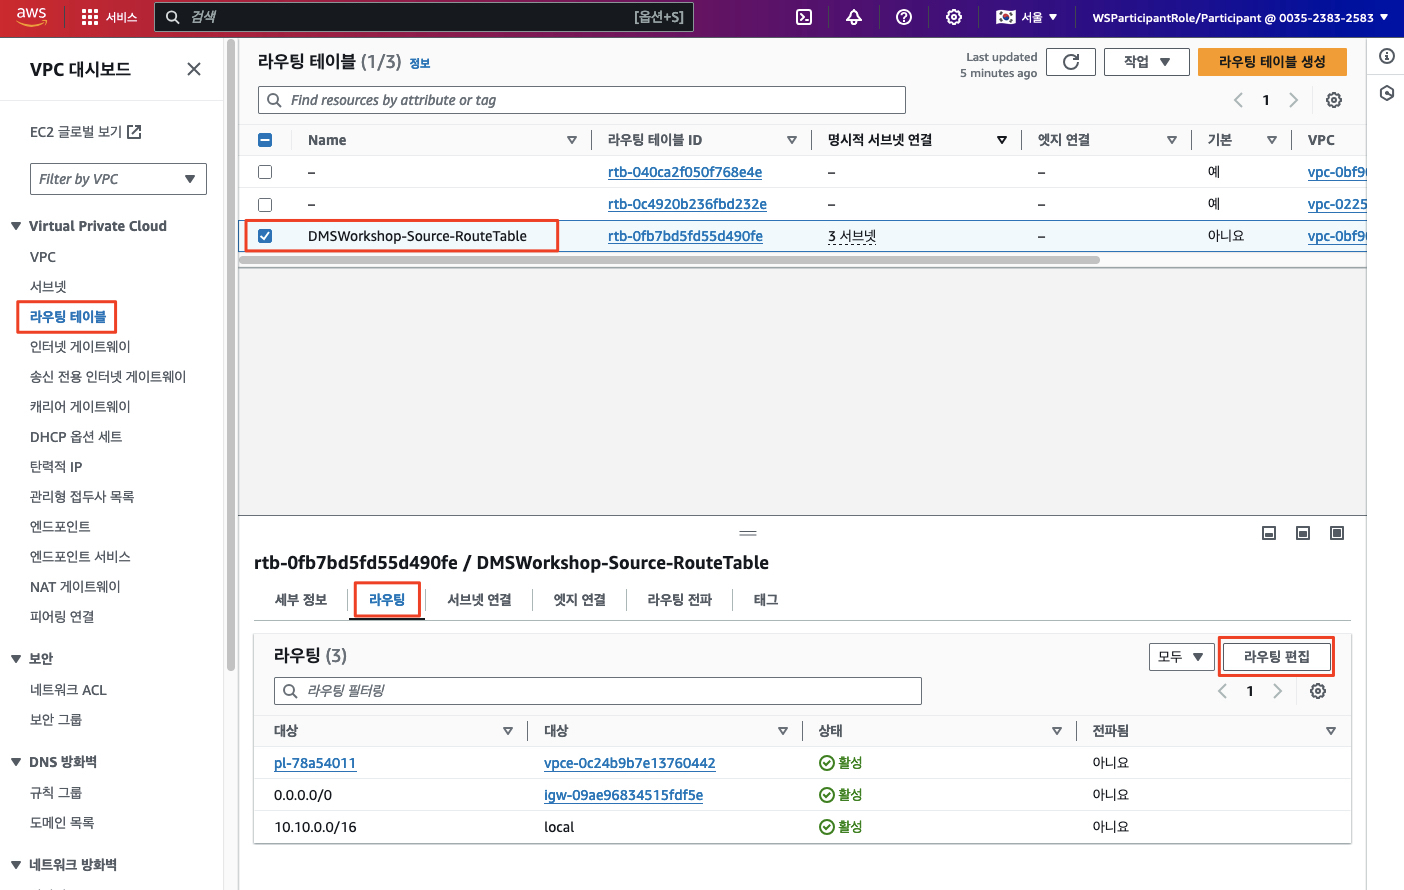 aws
서비스
검색
[옵션+S]
서울
WSParticipantRole/Participant @ 0035-2383-2583
VPC 대시보드
EC2 글로벌 보기
Filter by VPC
Virtual Private Cloud
VPC
서브넷
라우팅 테이블
인터넷 게이트웨이
송신 전용 인터넷 게이트웨이
캐리어 게이트웨이
DHCP 옵션 세트
탄력적 IP
관리형 접두사 목록
엔드포인트
엔드포인트 서비스
NAT 게이트웨이
피어링 연결
보안
네트워크 ACL
보안 그룹
DNS 방화벽
규칙 그룹
도메인 목록
네트워크 방화벽
라우팅 테이블 (1/3) 정보
Last updated
5 minutes ago
작업
라우팅 테이블 생성
Find resources by attribute or tag
1
Name 라우팅 테이블 ID 명시적 서브넷 연결 엣지 연결 기본 VPC
– rtb-040ca2f050f768e4e – – 예 vpc-0bf9
– rtb-0c4920b236fbd232e – – 예 vpc-0225
DMSWorkshop-Source-RouteTable rtb-0fb7bd5fd55d490fe 3 서브넷 – 아니요 vpc-0bf9
rtb-0fb7bd5fd55d490fe / DMSWorkshop-Source-RouteTable
세부 정보 라우팅 서브넷 연결 엣지 연결 라우팅 전파 태그
라우팅 (3)
모두
라우팅 편집
라우팅 필터링
1
대상 대상 상태 전파됨
pl-78a54011 vpce-0c24b9b7e13760442 활성 아니요
0.0.0.0/0 igw-09ae96834515fdf5e 활성 아니요
10.10.0.0/16 local 활성 아니요